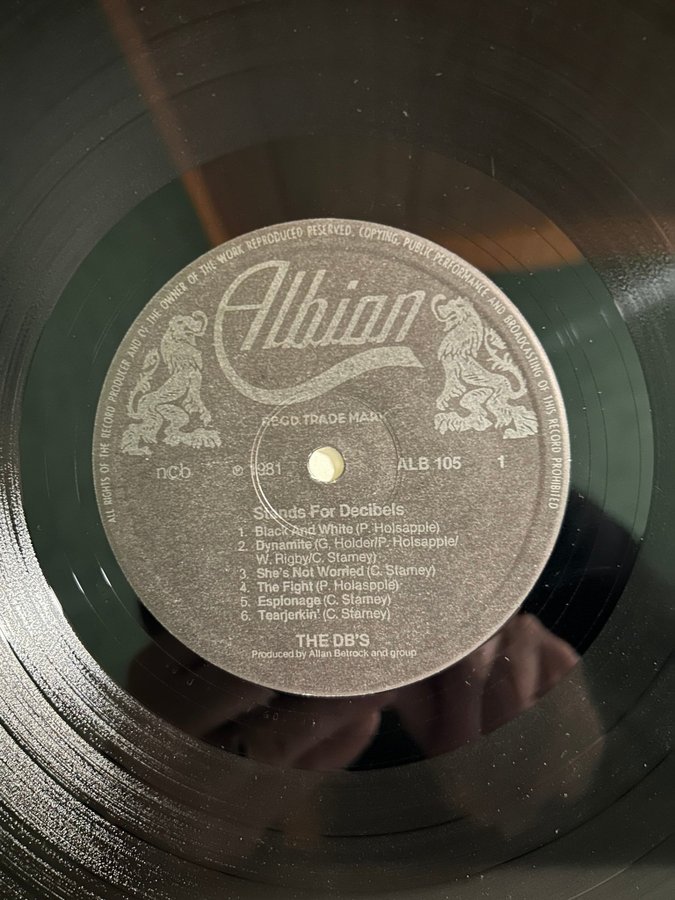 ALL RIGHTS OF THE RECORD PRODUCER AND OF THE OWNER OF THE WORK REPRODUCED RESERVED. COPYING, PUBLIC PERFORMANCE AND BROADCASTING OF THIS RECORD PROHIBITED
Albion
REGD. TRADE MARK
ncb ℗ 1981 ALB 105 1
Stands For Decibels
1. Black And White (P. Holsapple)
2. Dynamite (G. Holder/P. Holsapple/
W. Rigby/C. Stamey)
3. She's Not Worried (C. Stamey)
4. The Fight (P. Holaspple)
5. Espionage (C. Stamey)
6. Tearjerkin' (C. Stamey)
THE DB'S
Produced by Allan Betrock and group